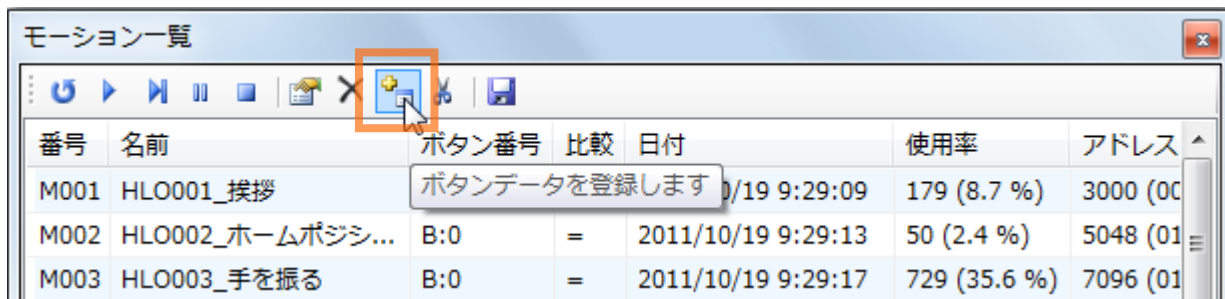 モーション一覧
番号 名前 ボタン番号 比較 日付 使用率 アドレス
M001 HLO001_挨拶 ボタンデータを登録します 0/19 9:29:09 179 (8.7 %) 3000 (00
M002 HLO002_ホームポジシ... B:0 = 2011/10/19 9:29:13 50 (2.4 %) 5048 (01
M003 HLO003_手を振る B:0 = 2011/10/19 9:29:17 729 (35.6 %) 7096 (01